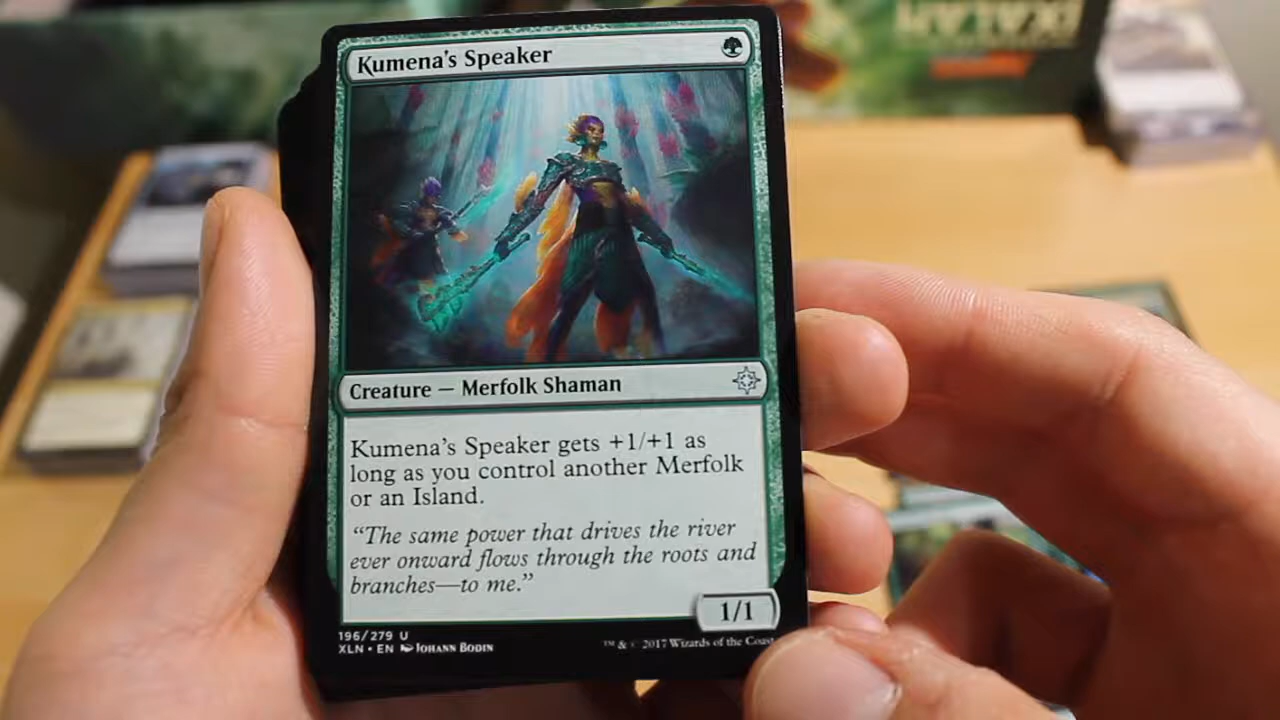 Kumena's Speaker
Creature — Merfolk Shaman
Kumena's Speaker gets +1/+1 as
long as you control another Merfolk
or an Island.
“The same power that drives the river
ever onward flows through the roots and
branches—to me.”
1/1
196/279 U
XLN • EN Johann Bodin
™ & © 2017 Wizards of the Coast
IXALAN